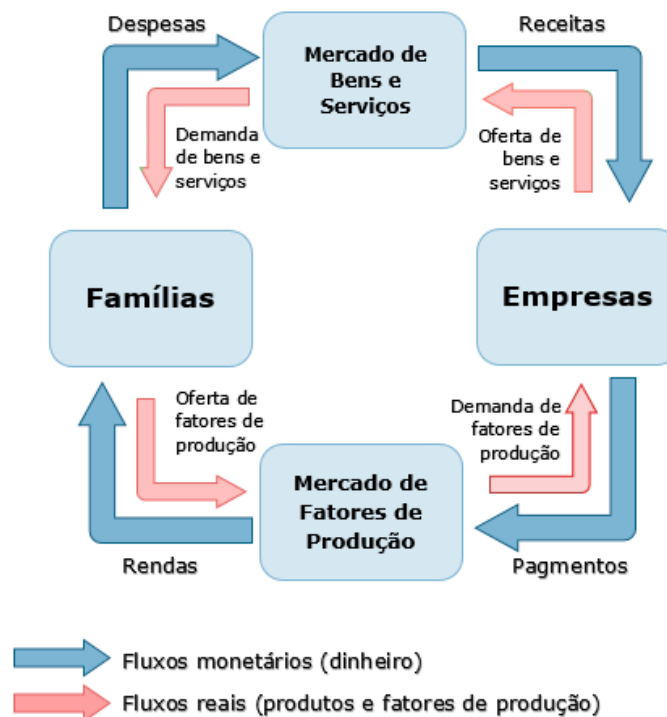 Despesas
Receitas
Mercado de
Bens e
Serviços
Demanda
de bens e
serviços
Oferta de
bens e
serviços
Famílias
Empresas
Oferta de
fatores de
produção
Demanda de
fatores de
produção
Mercado de
Fatores de
Produção
Rendas
Pagmentos
Fluxos monetários (dinheiro)
Fluxos reais (produtos e fatores de produção)